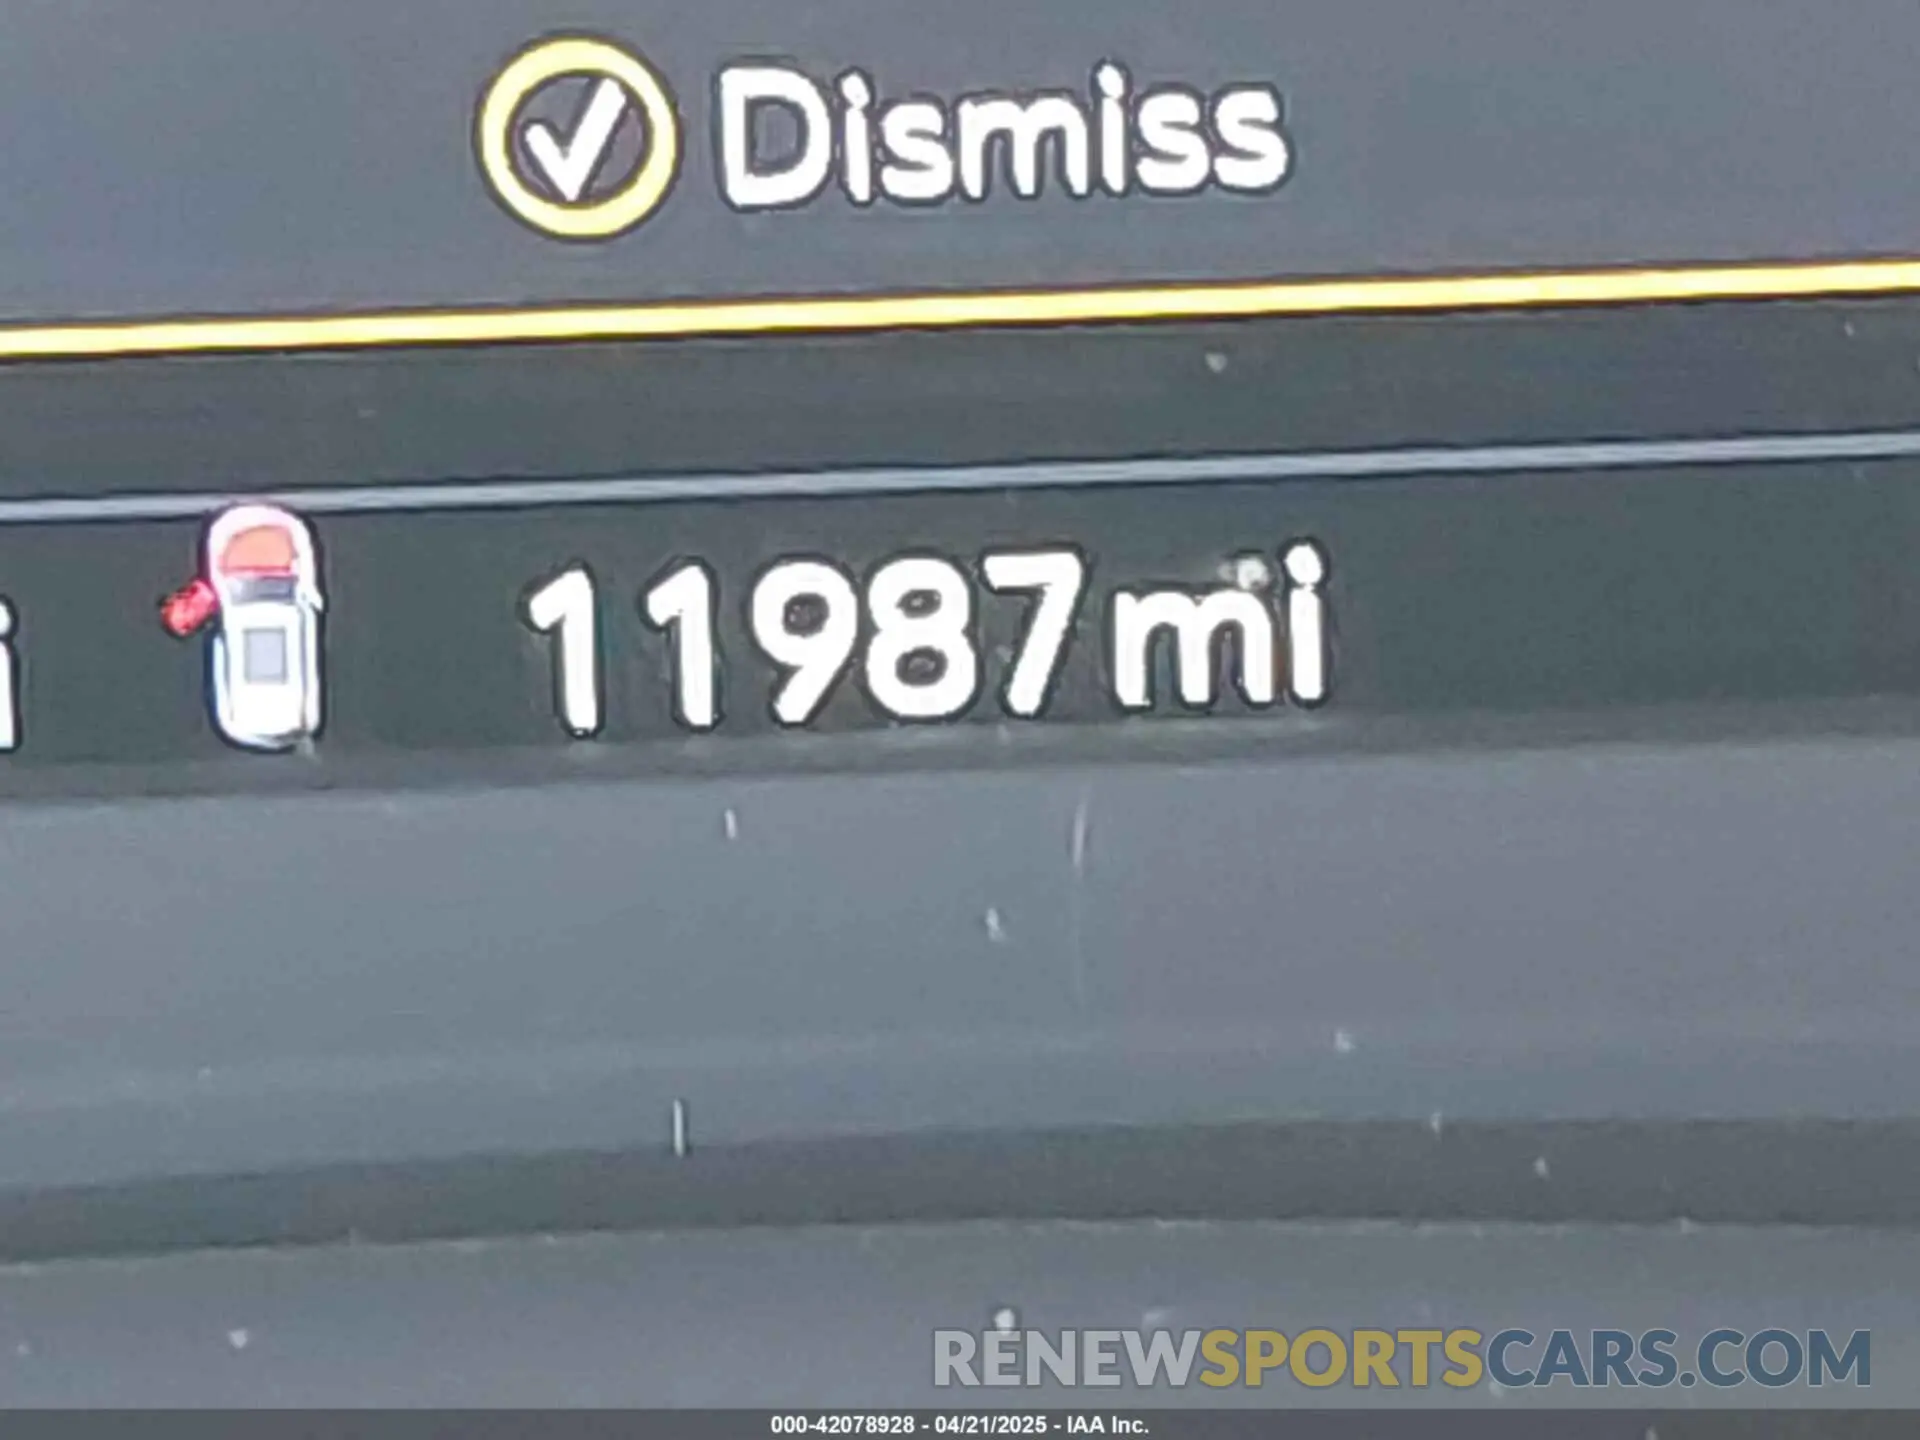 Dismiss
i 11987mi
RENEWSPORTSCARS.COM
000-42078928 - 04/21/2025 - IAA Inc.